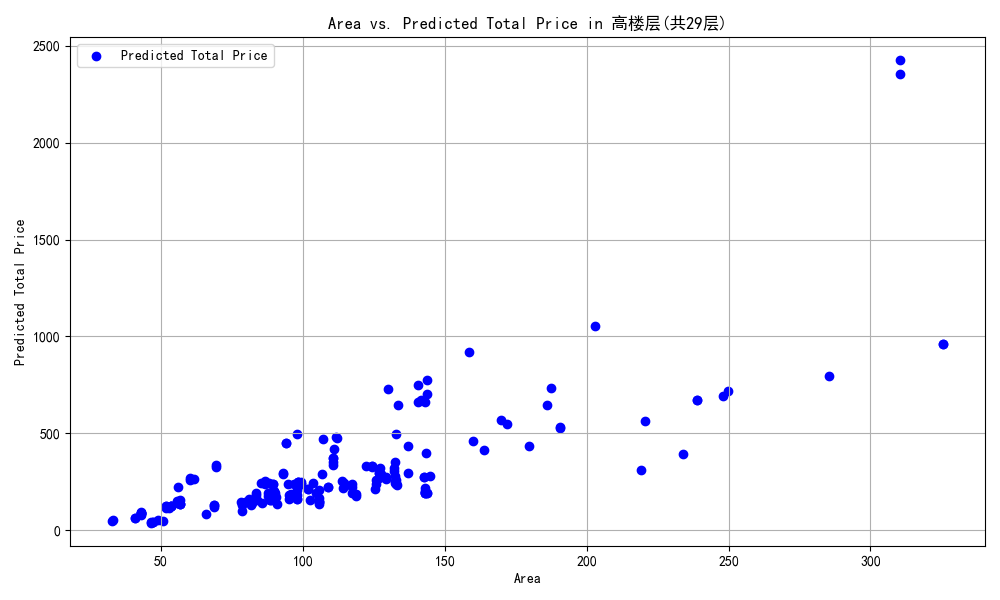 Area vs. Predicted Total Price in 高楼层(共29层)
Predicted Total Price
Predicted Total Price
2500
2000
1500
1000
500
0
50 100 150 200 250 300
Area